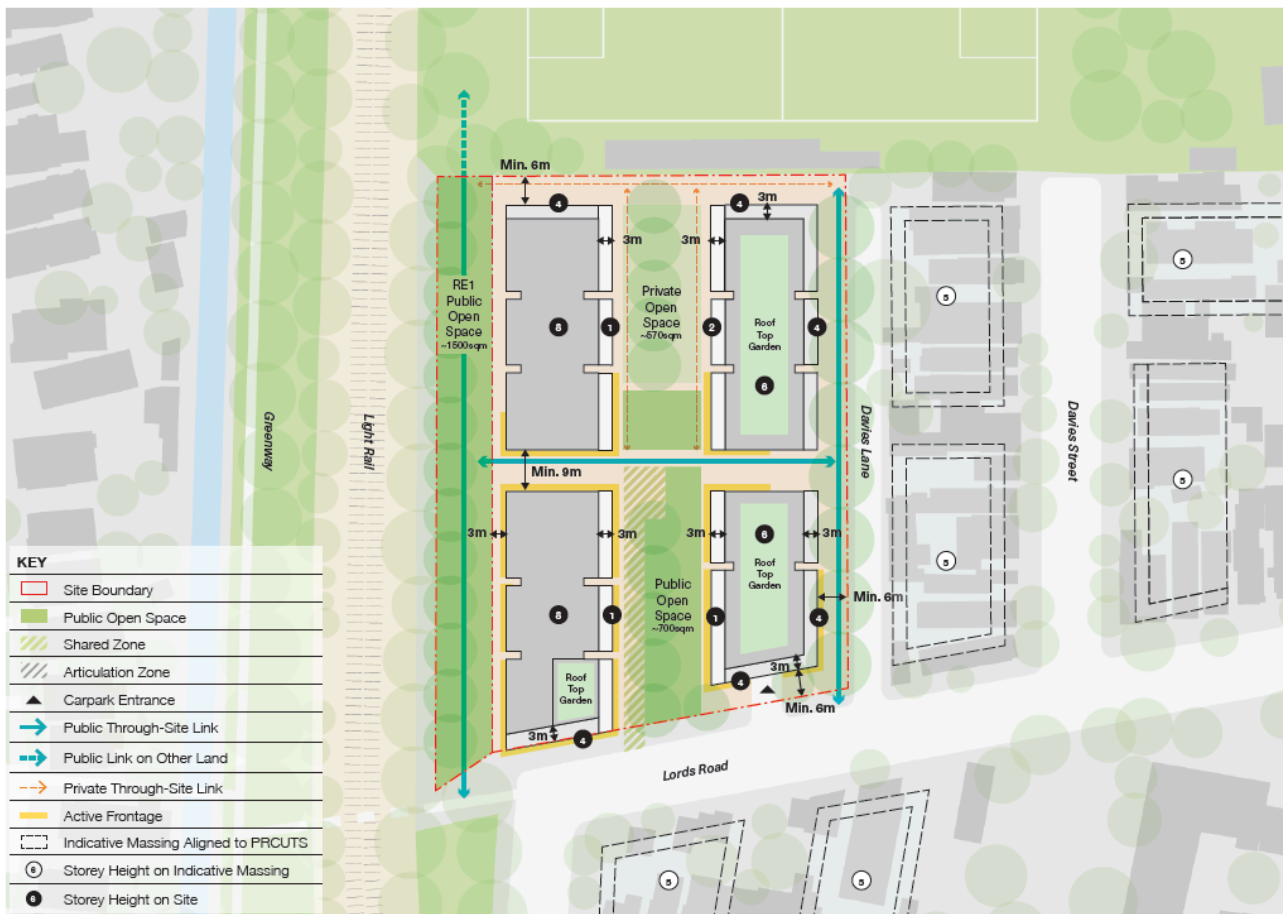 Min. 6m
4
3m
4
3m
3m
RE1
Public
Open
Space
~1500sqm
Private
Open
Space
~570sqm
8
1
2
Roof
Top
Garden
4
6
5
5
Greenway
Light Rail
Davies Lane
Davies Street
Min. 9m
3m
3m
3m
3m
6
Roof
Top
Garden
5
5
Public
Open
Space
~700sqm
8
1
1
4
Min. 6m
3m
4
Min. 6m
Roof
Top
Garden
3m
4
Lords Road
5
5
KEY
Site Boundary
Public Open Space
Shared Zone
Articulation Zone
Carpark Entrance
Public Through-Site Link
Public Link on Other Land
Private Through-Site Link
Active Frontage
Indicative Massing Aligned to PRCUTS
6 Storey Height on Indicative Massing
6 Storey Height on Site